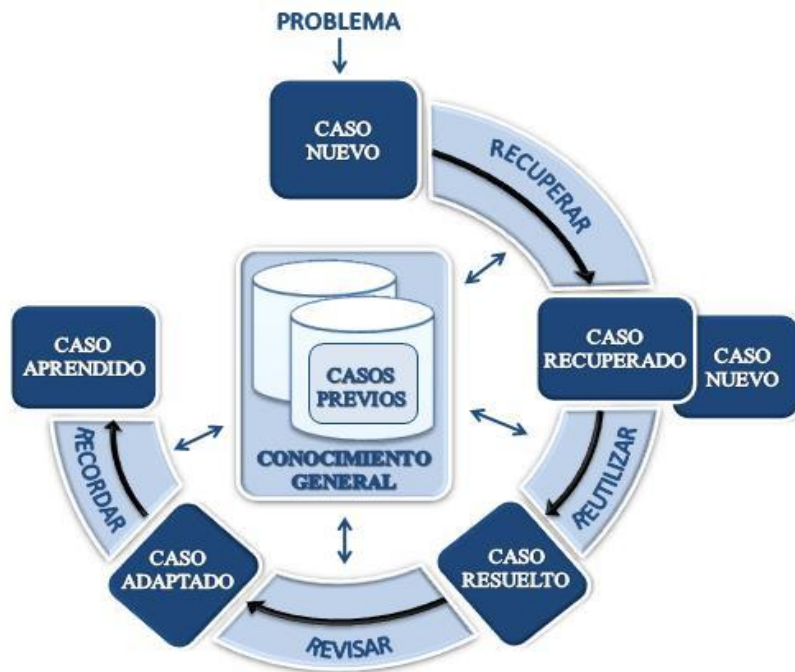 PROBLEMA
CASO
NUEVO
RECUPERAR
CASO
RECUPERADO
CASO
NUEVO
REUTILIZAR
CASO
RESUELTO
REVISAR
CASO
ADAPTADO
RECORDAR
CASO
APRENDIDO
CASOS
PREVIOS
CONOCIMIENTO
GENERAL